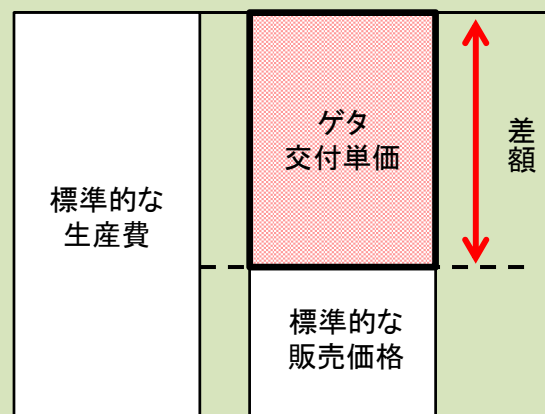 標準的な
生産費
ゲタ
交付単価
標準的な
販売価格
差額